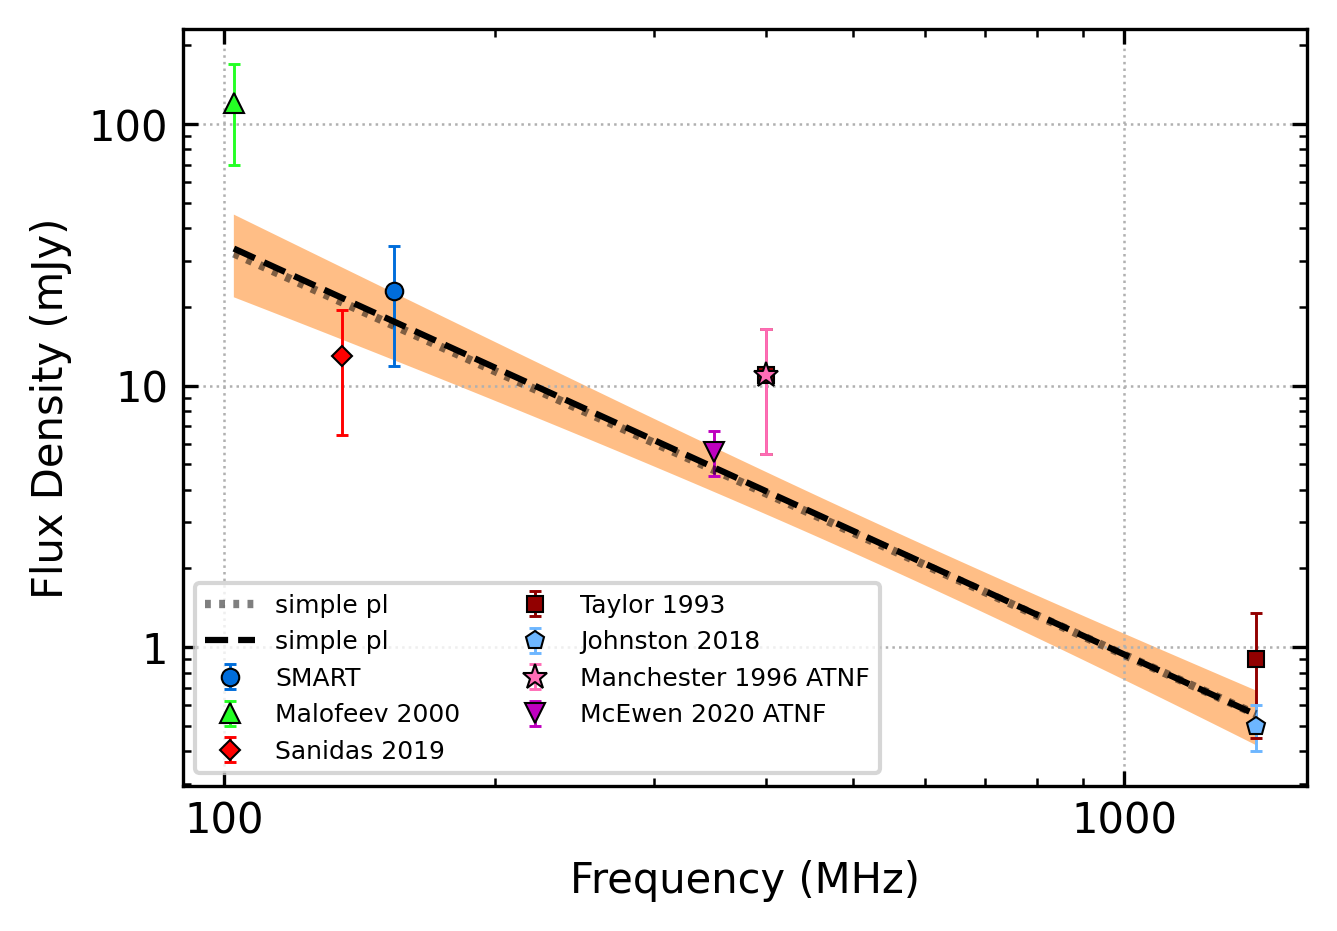 Flux Density (mJy)
100
10
1
simple pl
simple pl
SMART
Malofeev 2000
Sanidas 2019
Taylor 1993
Johnston 2018
Manchester 1996 ATNF
McEwen 2020 ATNF
100
1000
Frequency (MHz)